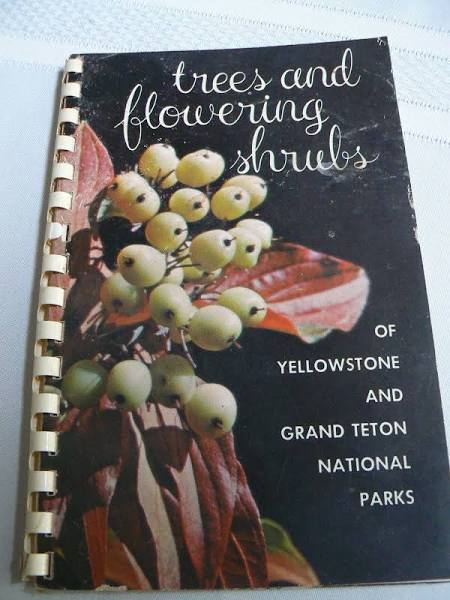 trees and
flowering
shrubs
OF
YELLOWSTONE
AND
GRAND TETON
NATIONAL
PARKS